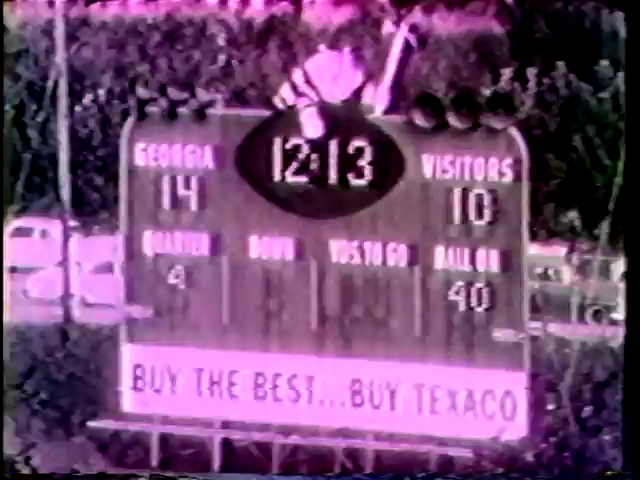 12:13
GEORGIA VISITORS
14 10
QUARTER DOWN YDS. TO GO BALL ON
4 40
BUY THE BEST...BUY TEXACO